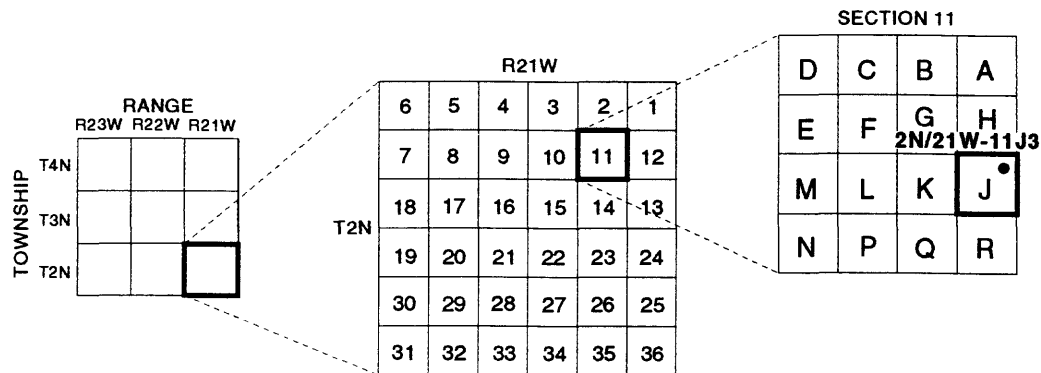 SECTION 11
D C B A
E F G H
2N/21W-11J3
M L K J
N P Q R
R21W
6 5 4 3 2 1
7 8 9 10 11 12
T2N
18 17 16 15 14 13
19 20 21 22 23 24
30 29 28 27 26 25
31 32 33 34 35 36
RANGE
R23W R22W R21W
TOWNSHIP
T4N
T3N
T2N